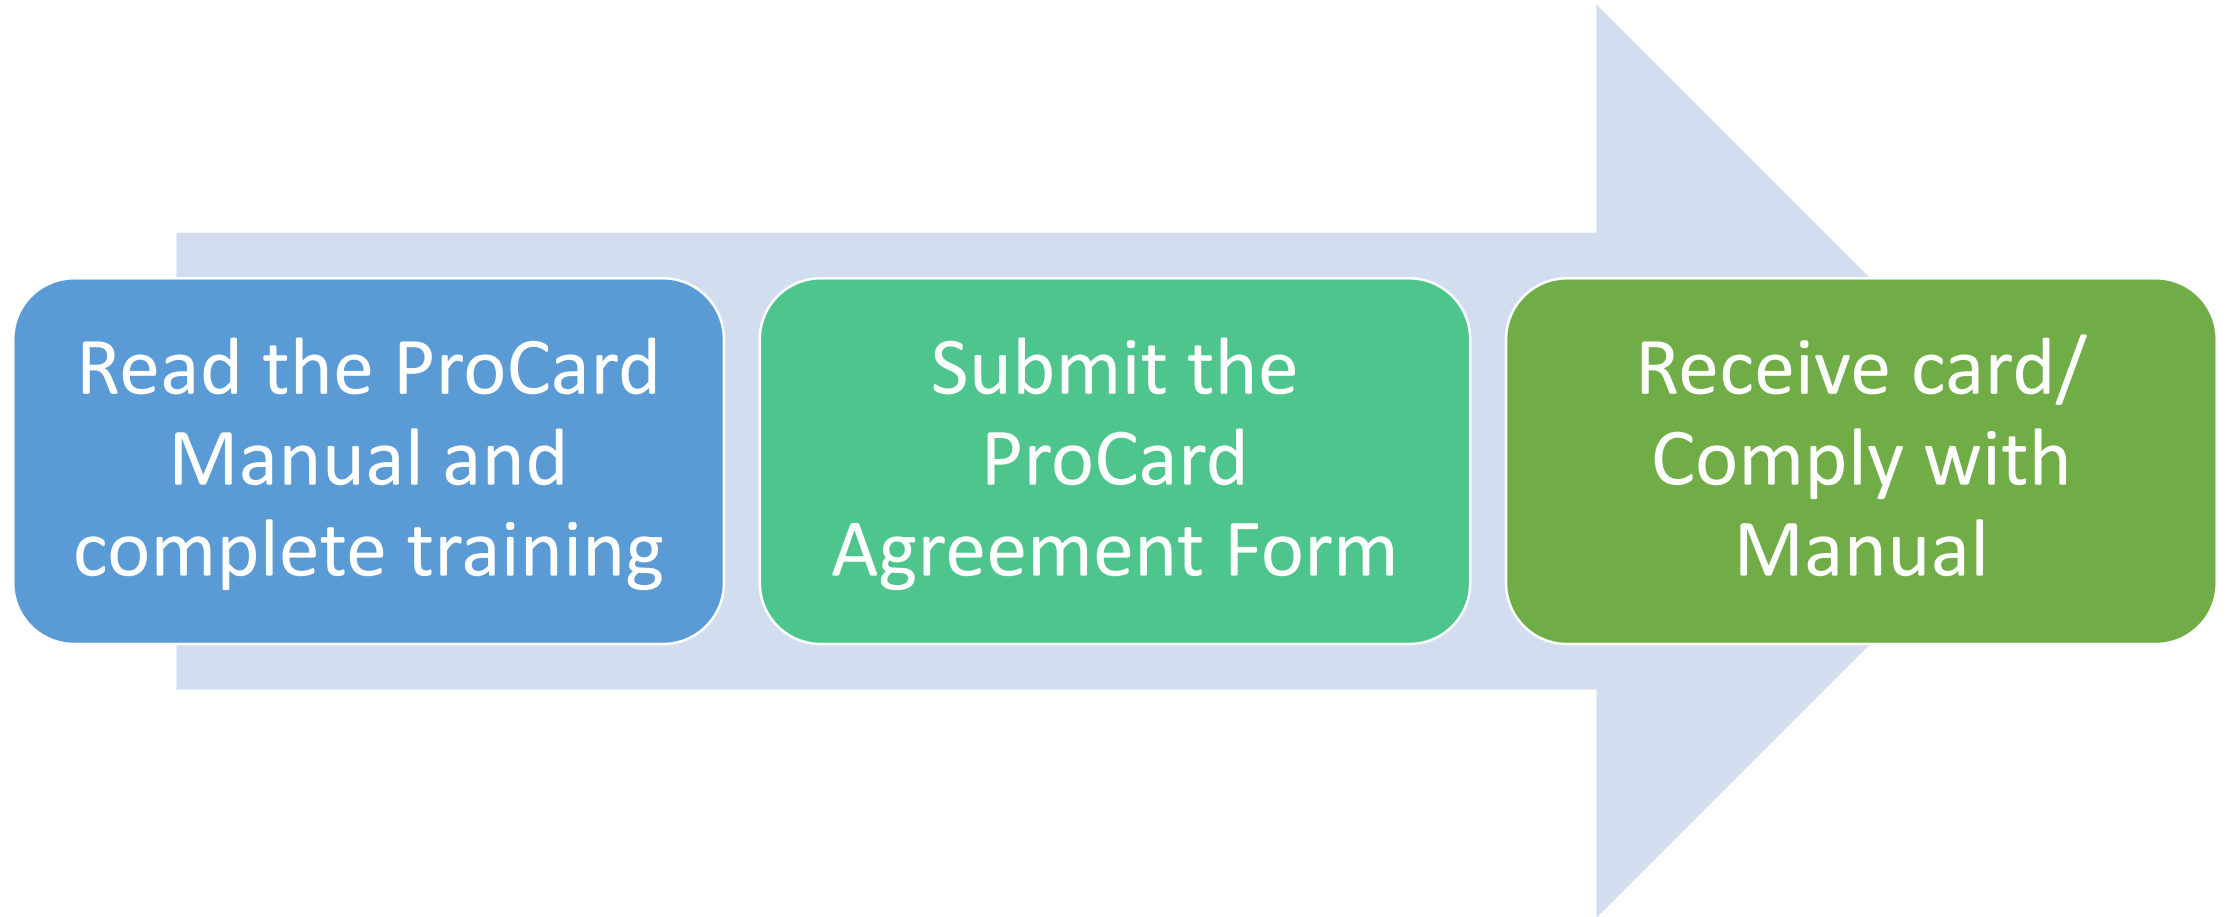 Read the ProCard
Manual and
complete training
Submit the
ProCard
Agreement Form
Receive card/
Comply with
Manual